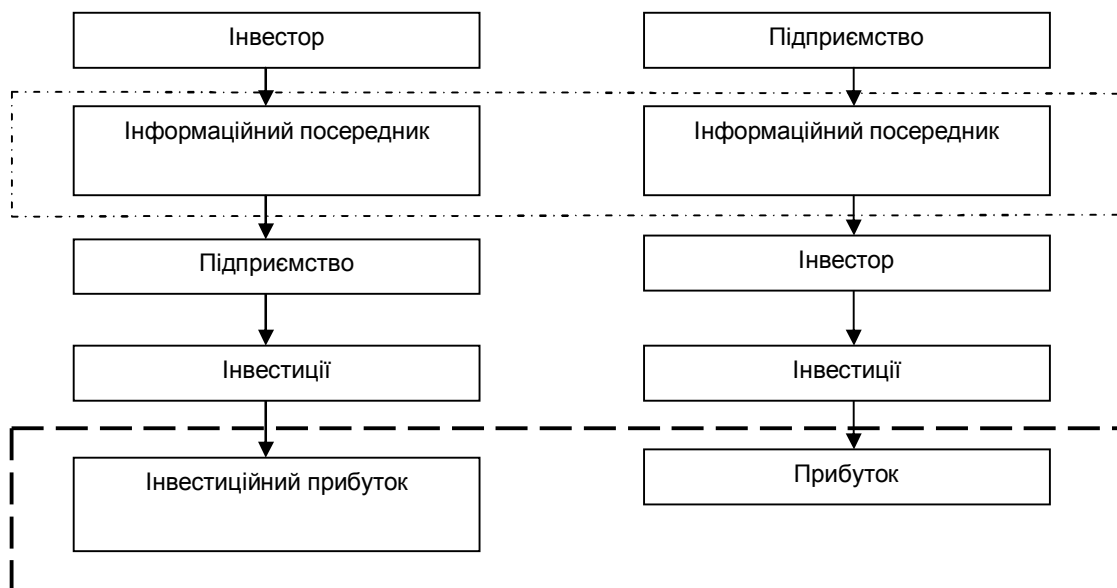 Інвестор
Підприємство
Інформаційний посередник
Інформаційний посередник
Підприємство
Інвестор
Інвестиції
Інвестиції
Інвестиційний прибуток
Прибуток